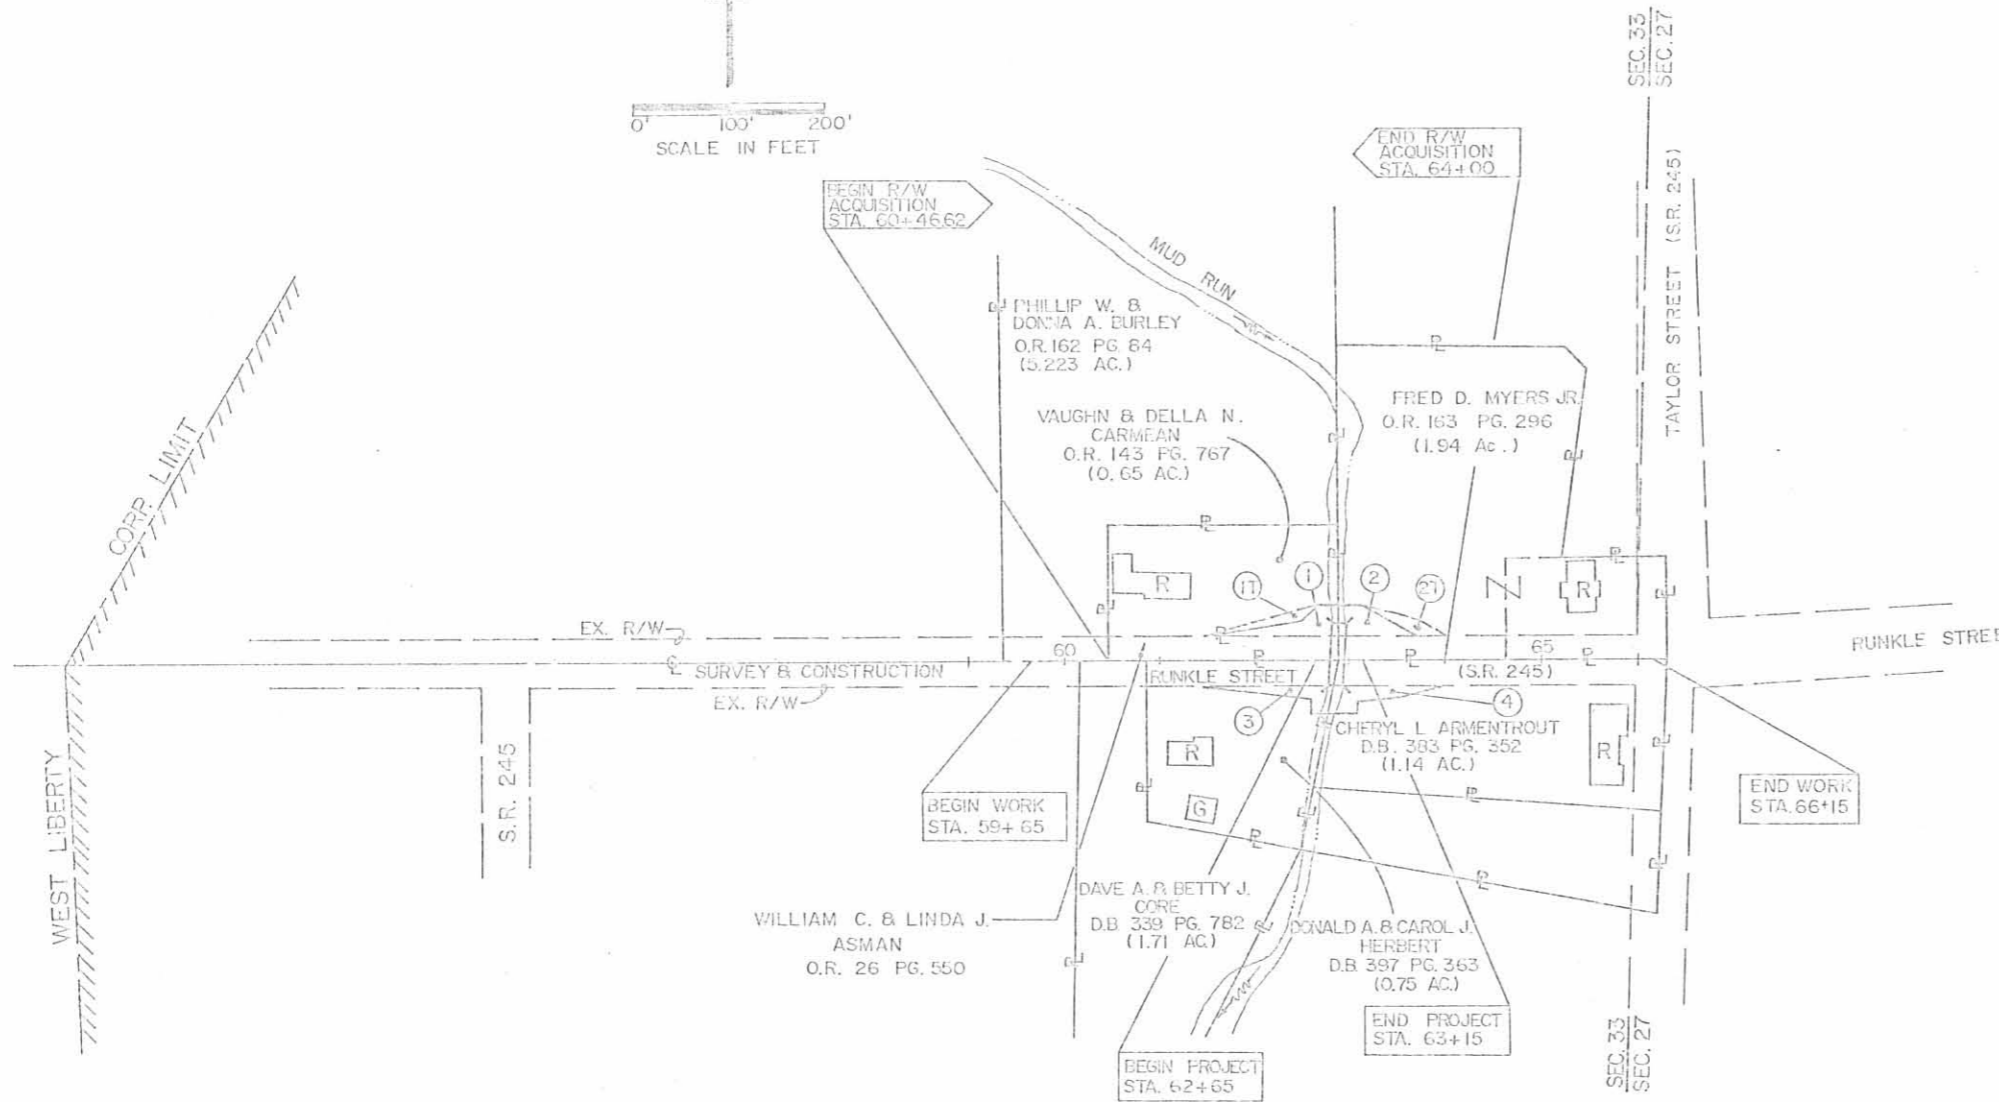 SEC. 33
SEC. 27
0' 100' 200'
SCALE IN FEET
END R/W
ACQUISITION
STA. 64+00
BEGIN R/W
ACQUISITION
STA. 60+46.62
TAYLOR STREET (S.R. 245)
MUD RUN
PHILLIP W. &
DONNA A. BURLEY
O.R. 162 PG. 84
(5.223 AC.)
VAUGHN & DELLA N.
CARMEAN
O.R. 143 PG. 767
(0.65 AC.)
FRED D. MYERS JR.
O.R. 163 PG. 296
(1.94 Ac.)
CORP. LIMIT
WEST LIBERTY
R
1T
1
2
2T
Z
R
EX. R/W
60
65
SURVEY & CONSTRUCTION
RUNKLE STREET
(S.R. 245)
RUNKLE STREE
EX. R/W
3
4
S.R. 245
R
G
R
CHERYL L ARMENTROUT
D.B. 383 PG. 352
(1.14 AC.)
BEGIN WORK
STA. 59+65
END WORK
STA. 66+15
WILLIAM C. & LINDA J.
ASMAN
O.R. 26 PG. 550
DAVE A. & BETTY J.
CORE
D.B. 339 PG. 782
(1.71 AC.)
DONALD A. & CAROL J.
HERBERT
D.B. 397 PG. 363
(0.75 AC.)
END PROJECT
STA. 63+15
BEGIN PROJECT
STA. 62+65
SEC. 33
SEC. 27